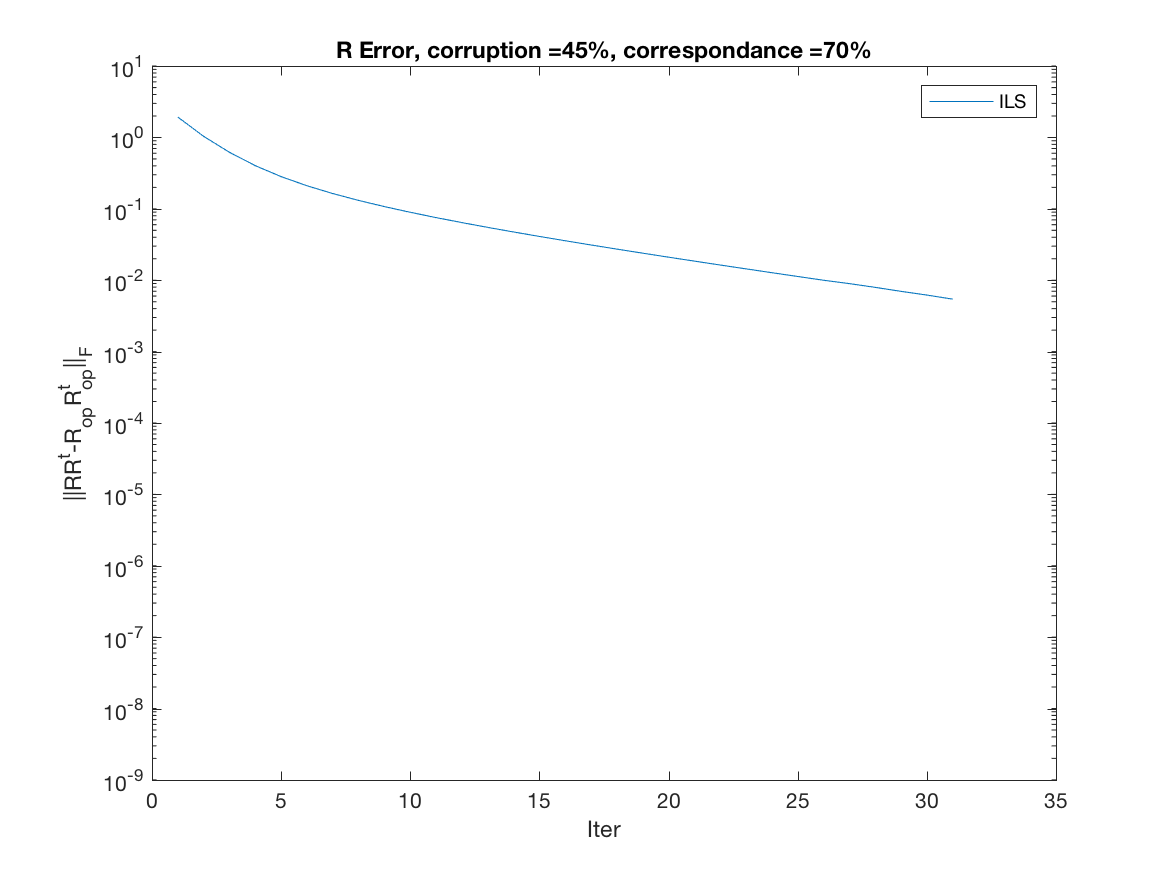 R Error, corruption =45%, correspondance =70%
10^1
10^0
10^-1
10^-2
10^-3
10^-4
10^-5
10^-6
10^-7
10^-8
10^-9
||RR^t-R_op R_op^t||_F
ILS
0 5 10 15 20 25 30 35
Iter